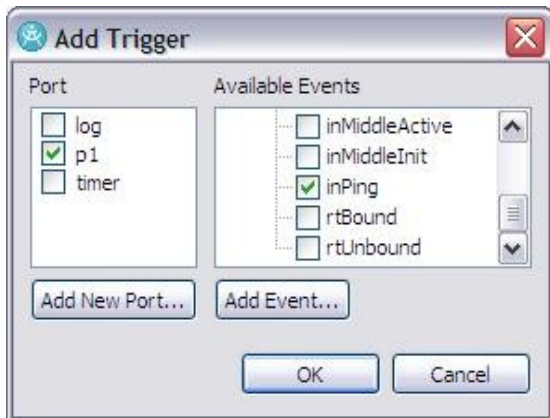 Add Trigger
Port
Available Events
log
p1
timer
inMiddleActive
inMiddleInit
inPing
rtBound
rtUnbound
Add New Port...
Add Event...
OK
Cancel